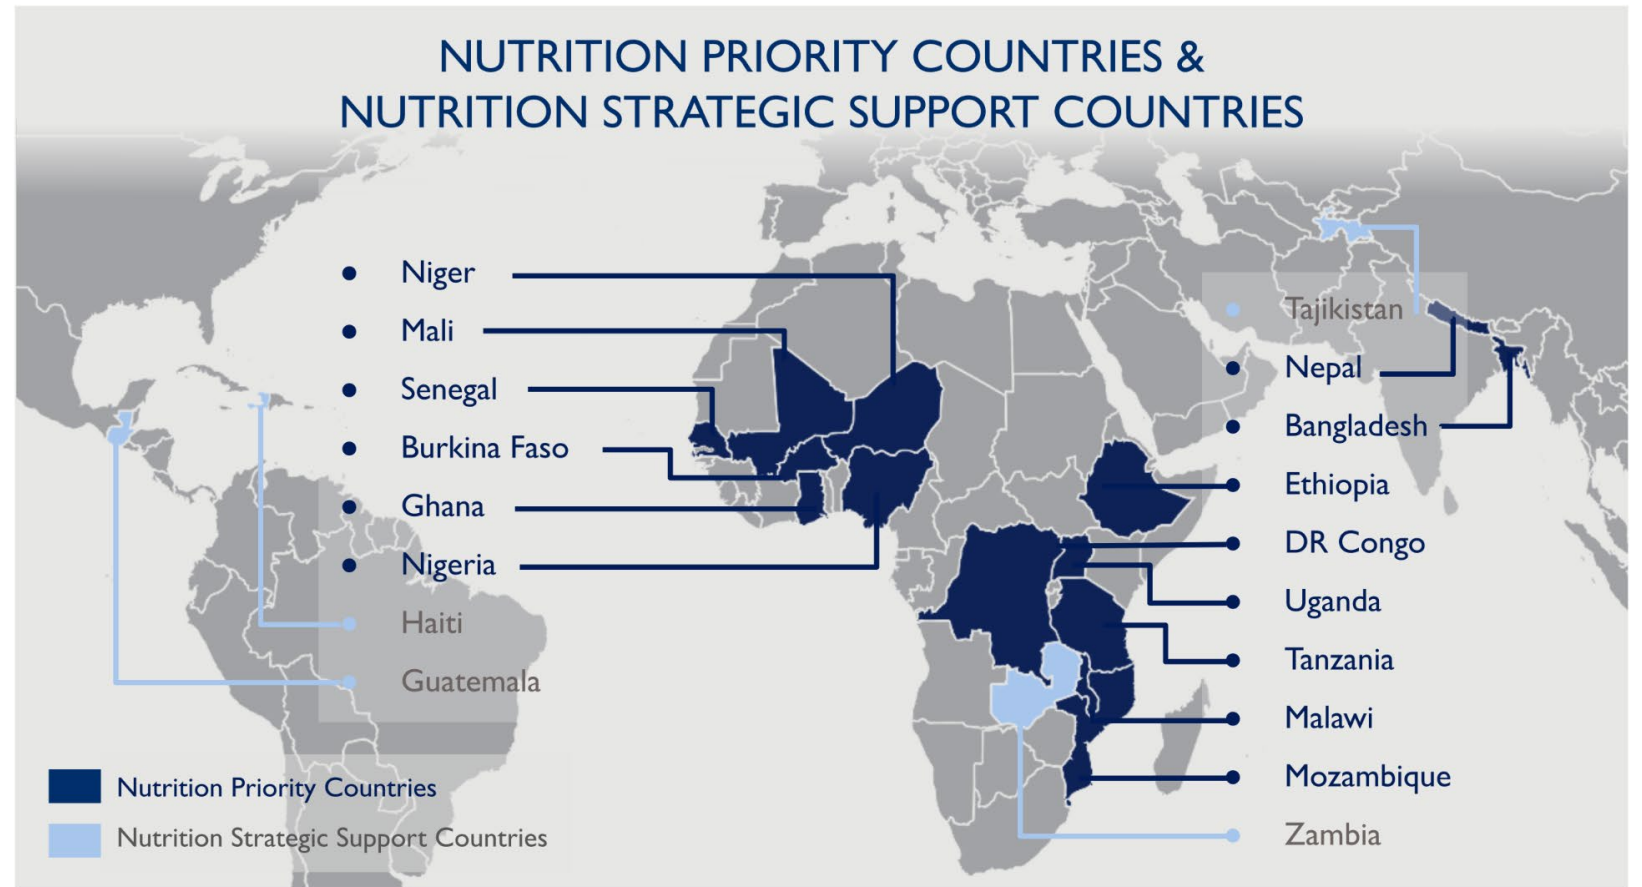 NUTRITION PRIORITY COUNTRIES &
NUTRITION STRATEGIC SUPPORT COUNTRIES
Niger
Mali
Senegal
Burkina Faso
Ghana
Nigeria
Haiti
Guatemala
Tajikistan
Nepal
Bangladesh
Ethiopia
DR Congo
Uganda
Tanzania
Malawi
Mozambique
Zambia
Nutrition Priority Countries
Nutrition Strategic Support Countries